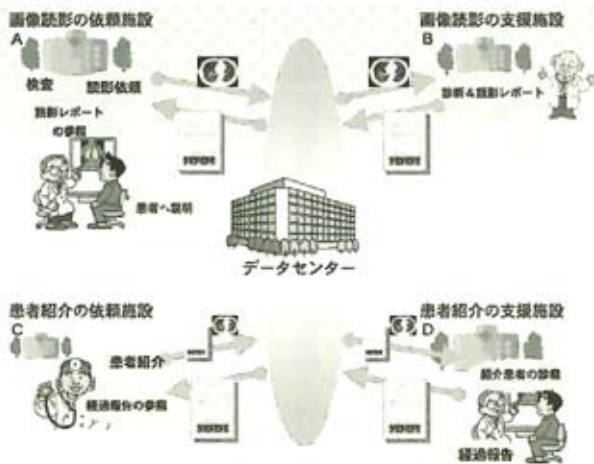 画像読影の依頼施設
A
検査 読影依頼
読影レポート
の参照
患者へ説明
画像読影の支援施設
B
診断&読影レポート
データセンター
患者紹介の依頼施設
C
患者紹介
経過報告の参照
患者紹介の支援施設
D
紹介患者の診療
経過報告